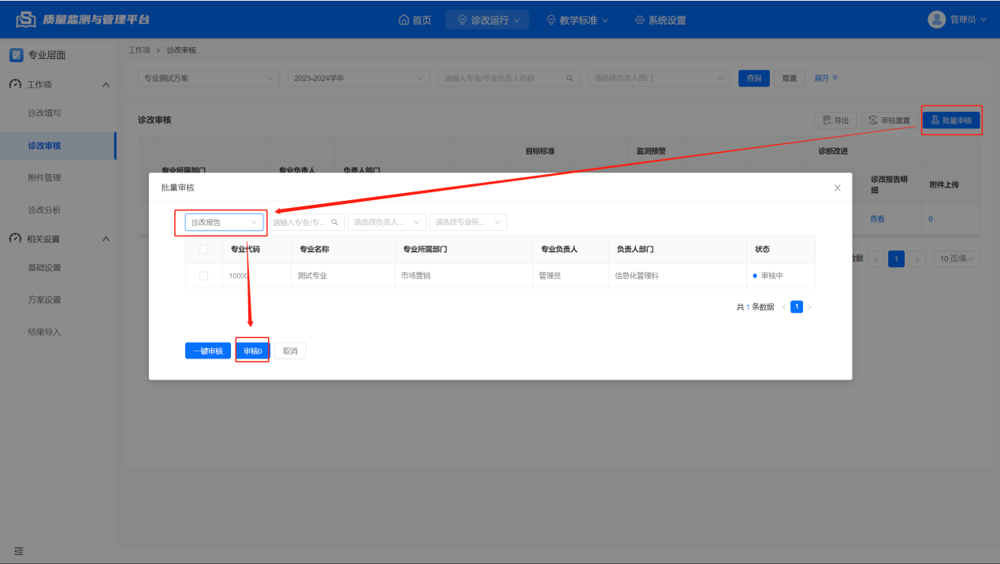 质量监测与管理平台
首页
诊改运行
教学标准
系统设置
管理员
专业层面
工作项
诊改填写
诊改审核
附件管理
诊改分析
相关设置
基础设置
方案设置
结果导入
工作项 > 诊改审核
专业测试方案
2023-2024学年
请输入专业/专业负责人名称
请选择负责人部门
查询
重置
展开
诊改审核
导出
审核重置
批量审核
目标标准
监测预警
诊断改进
专业所属部门
专业负责人
负责人部门
诊改报告明
细
附件上传
查看
0
数据
1
10 页/条
批量审核
诊改报告
请输入专业/专...
请选择负责人...
请选择专业所...
专业代码
专业名称
专业所属部门
专业负责人
负责人部门
状态
10000
测试专业
市场营销
管理员
信息化管理科
审核中
共 1 条数据
1
一键审核
审核0
取消